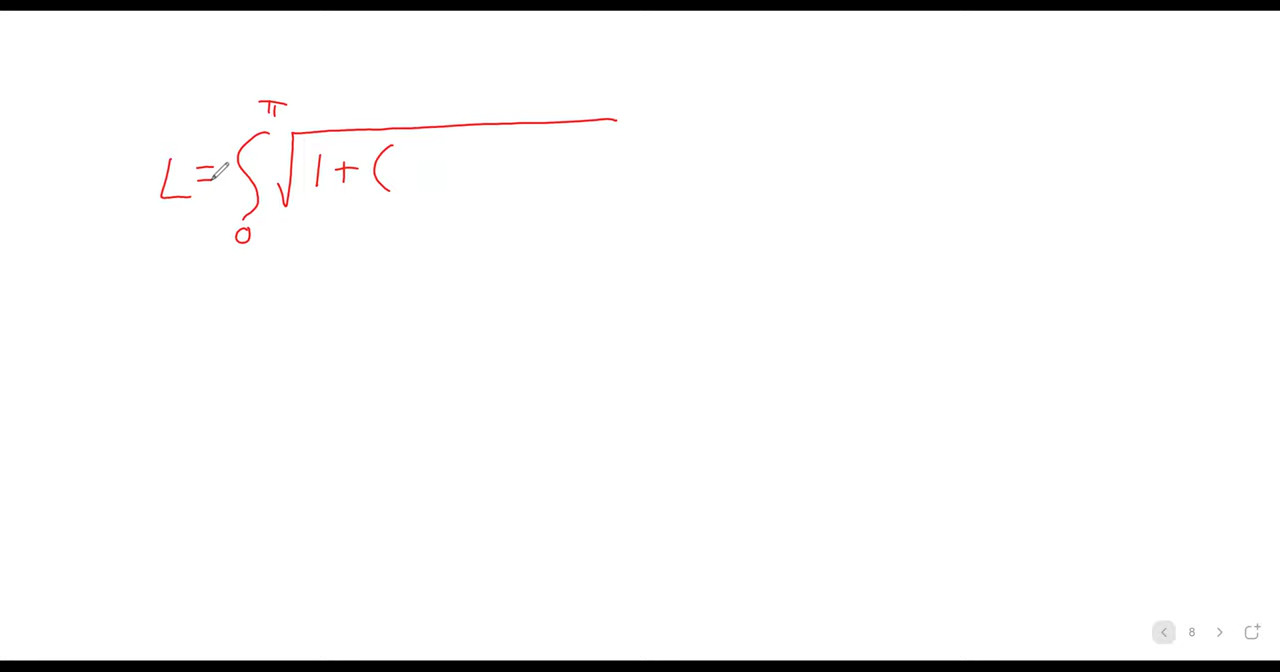 L = ∫₀^π √(1 + (
8